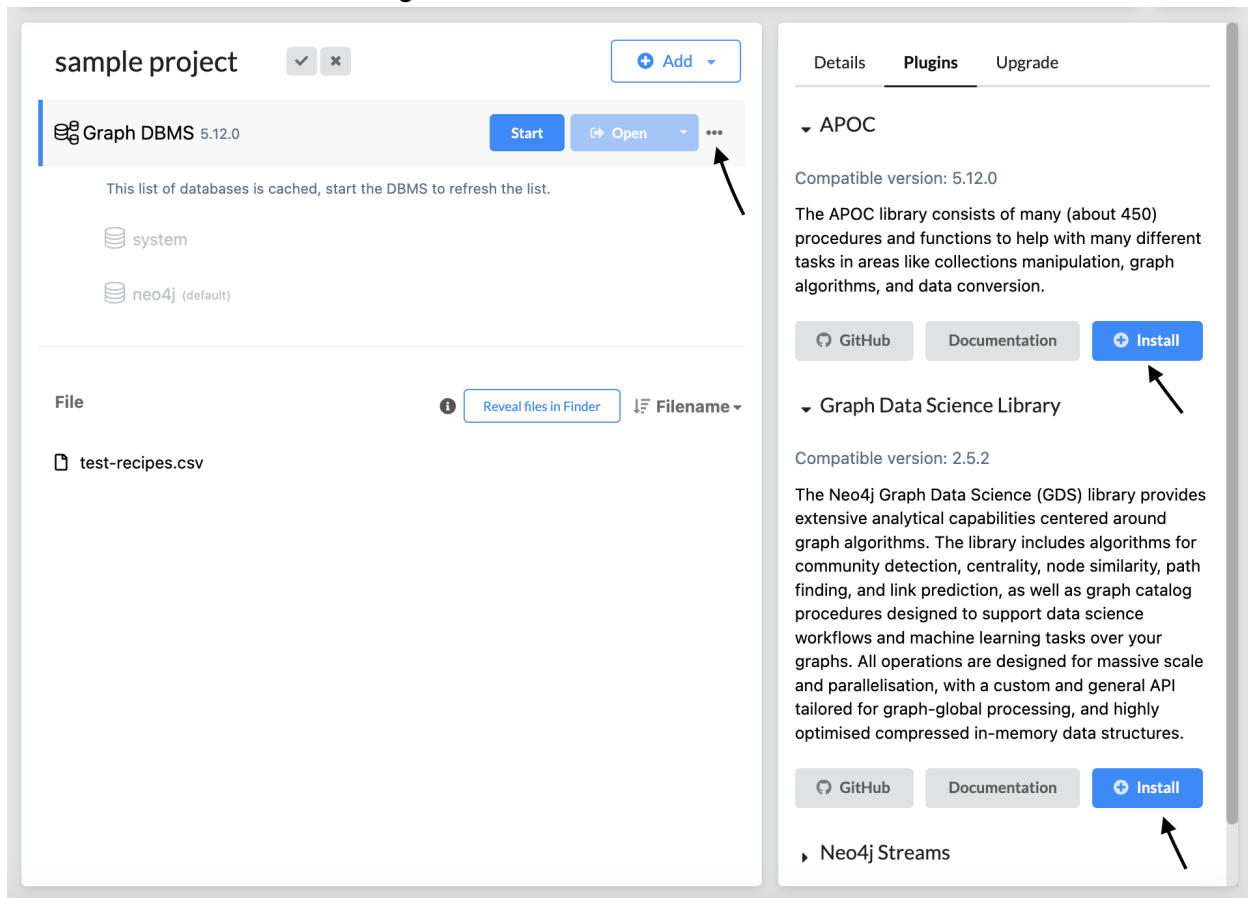 sample project
Add
Graph DBMS 5.12.0
Start
Open
This list of databases is cached, start the DBMS to refresh the list.
system
neo4j (default)
File
Reveal files in Finder
Filename
test-recipes.csv
Details Plugins Upgrade
APOC
Compatible version: 5.12.0
The APOC library consists of many (about 450)
procedures and functions to help with many different
tasks in areas like collections manipulation, graph
algorithms, and data conversion.
GitHub Documentation Install
Graph Data Science Library
Compatible version: 2.5.2
The Neo4j Graph Data Science (GDS) library provides
extensive analytical capabilities centered around
graph algorithms. The library includes algorithms for
community detection, centrality, node similarity, path
finding, and link prediction, as well as graph catalog
procedures designed to support data science
workflows and machine learning tasks over your
graphs. All operations are designed for massive scale
and parallelisation, with a custom and general API
tailored for graph-global processing, and highly
optimised compressed in-memory data structures.
GitHub Documentation Install
Neo4j Streams